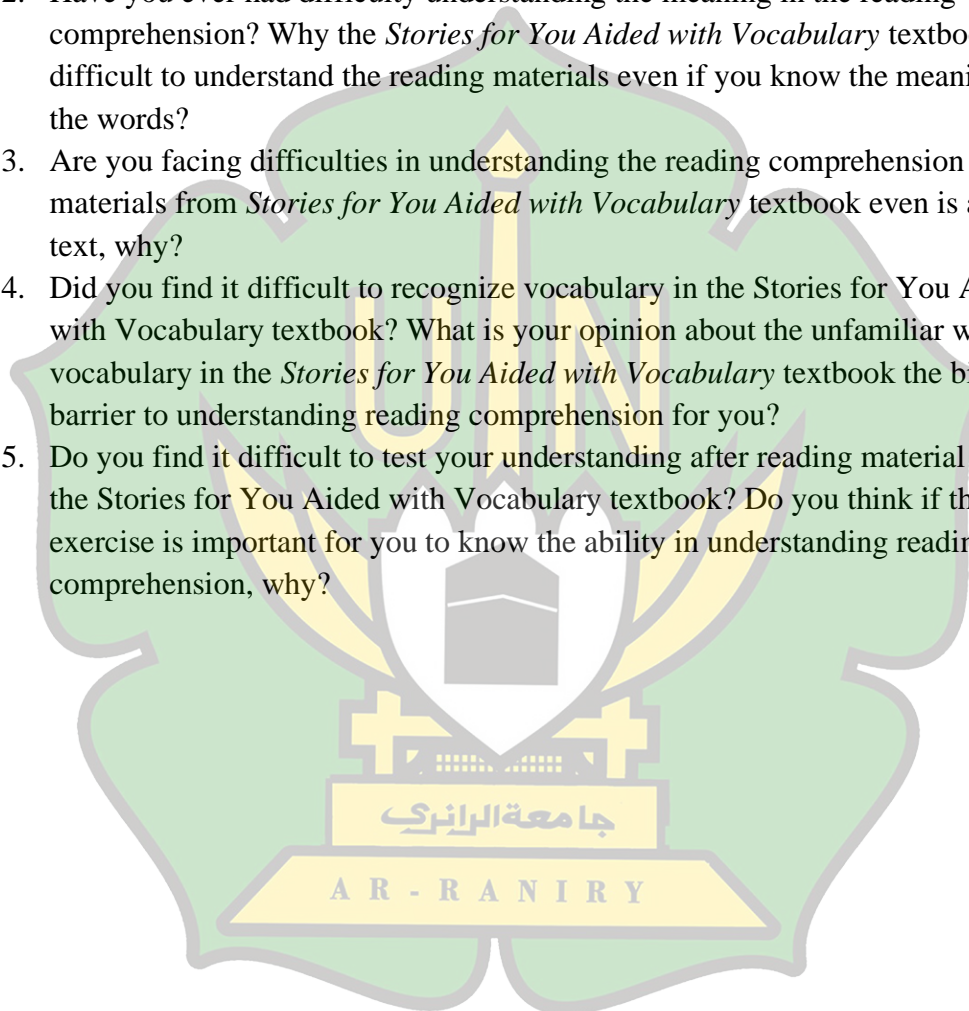 2. Have you ever had difficulty understanding the meaning in the reading
comprehension? Why the Stories for You Aided with Vocabulary
difficult to understand the reading materials even if you know the
the words?
3. Are you facing difficulties in understanding the reading comprehension
materials from Stories for You Aided with Vocabulary textbook even is
text, why?
4. Did you find it difficult to recognize vocabulary in the Stories for You
with Vocabulary textbook? What is your opinion about the unfamiliar
vocabulary in the Stories for You Aided with Vocabulary textbook the
barrier to understanding reading comprehension for you?
5. Do you find it difficult to test your understanding after reading material
the Stories for You Aided with Vocabulary textbook? Do you think if
exercise is important for you to know the ability in understanding
comprehension, why?
UIN
جامعةالرانري
AR-RANIRY